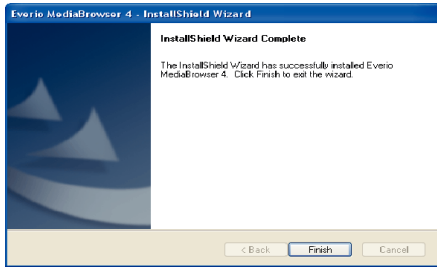 Everio MediaBrowser 4 - InstallShield Wizard
InstallShield Wizard Complete
The InstallShield Wizard has successfully installed Everio
MediaBrowser 4. Click Finish to exit the wizard.
< Back Finish Cancel